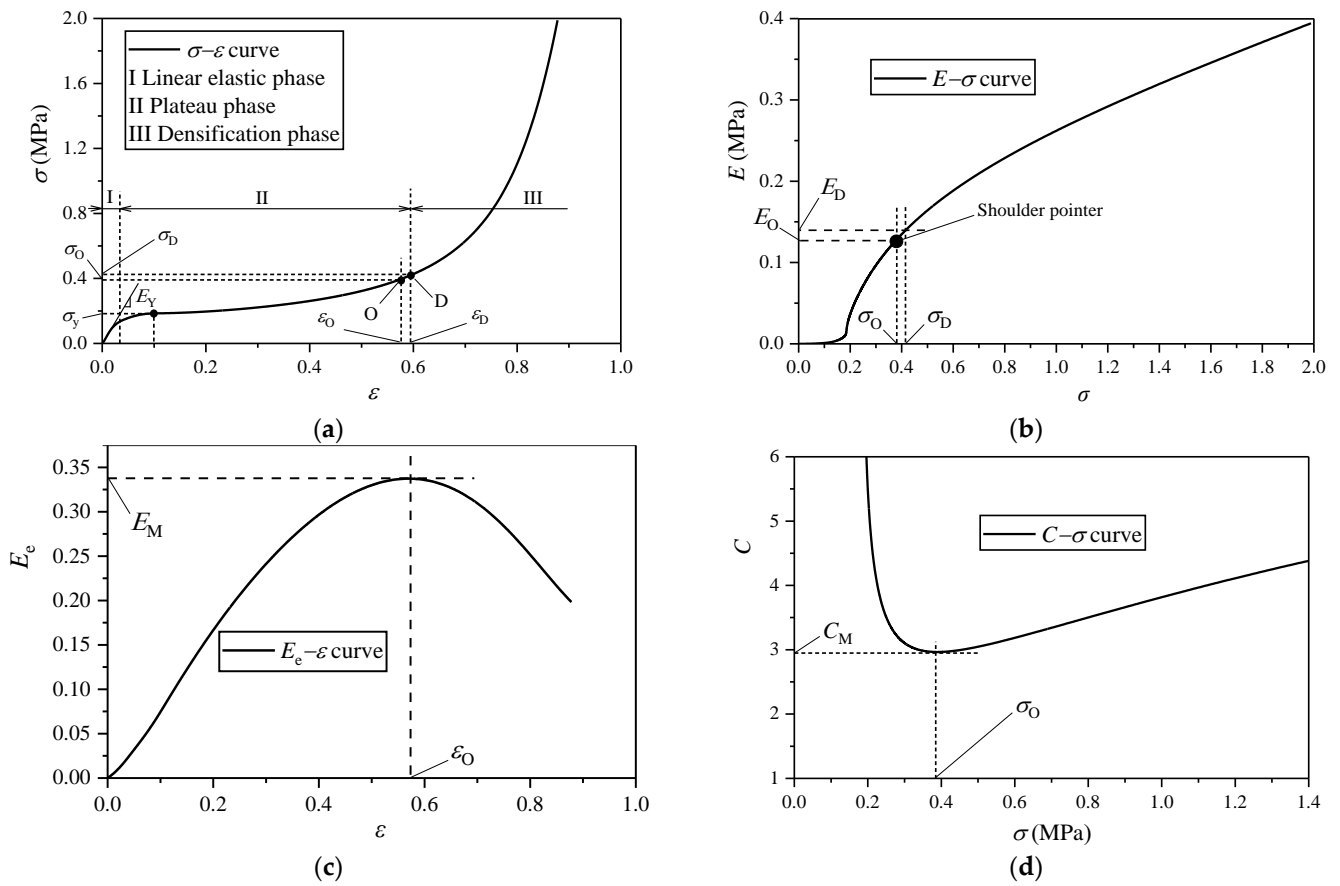 2.0
1.6
1.2
0.8
0.4
0.0
σ (MPa)
σ–ε curve
I Linear elastic phase
II Plateau phase
III Densification phase
I
II
III
σO
σD
σy
EY
O
D
εO
εD
0.0 0.2 0.4 0.6 0.8 1.0
ε
(a)
0.4
0.3
0.2
0.1
0.0
E (MPa)
E–σ curve
ED
EO
Shoulder pointer
σO
σD
0.0 0.2 0.4 0.6 0.8 1.0 1.2 1.4 1.6 1.8 2.0
σ
(b)
0.35
0.30
0.25
0.20
0.15
0.10
0.05
0.00
Ee
EM
Ee–ε curve
εO
0.0 0.2 0.4 0.6 0.8 1.0
ε
(c)
6
5
4
3
2
1
C
C–σ curve
CM
σO
0.0 0.2 0.4 0.6 0.8 1.0 1.2 1.4
σ (MPa)
(d)